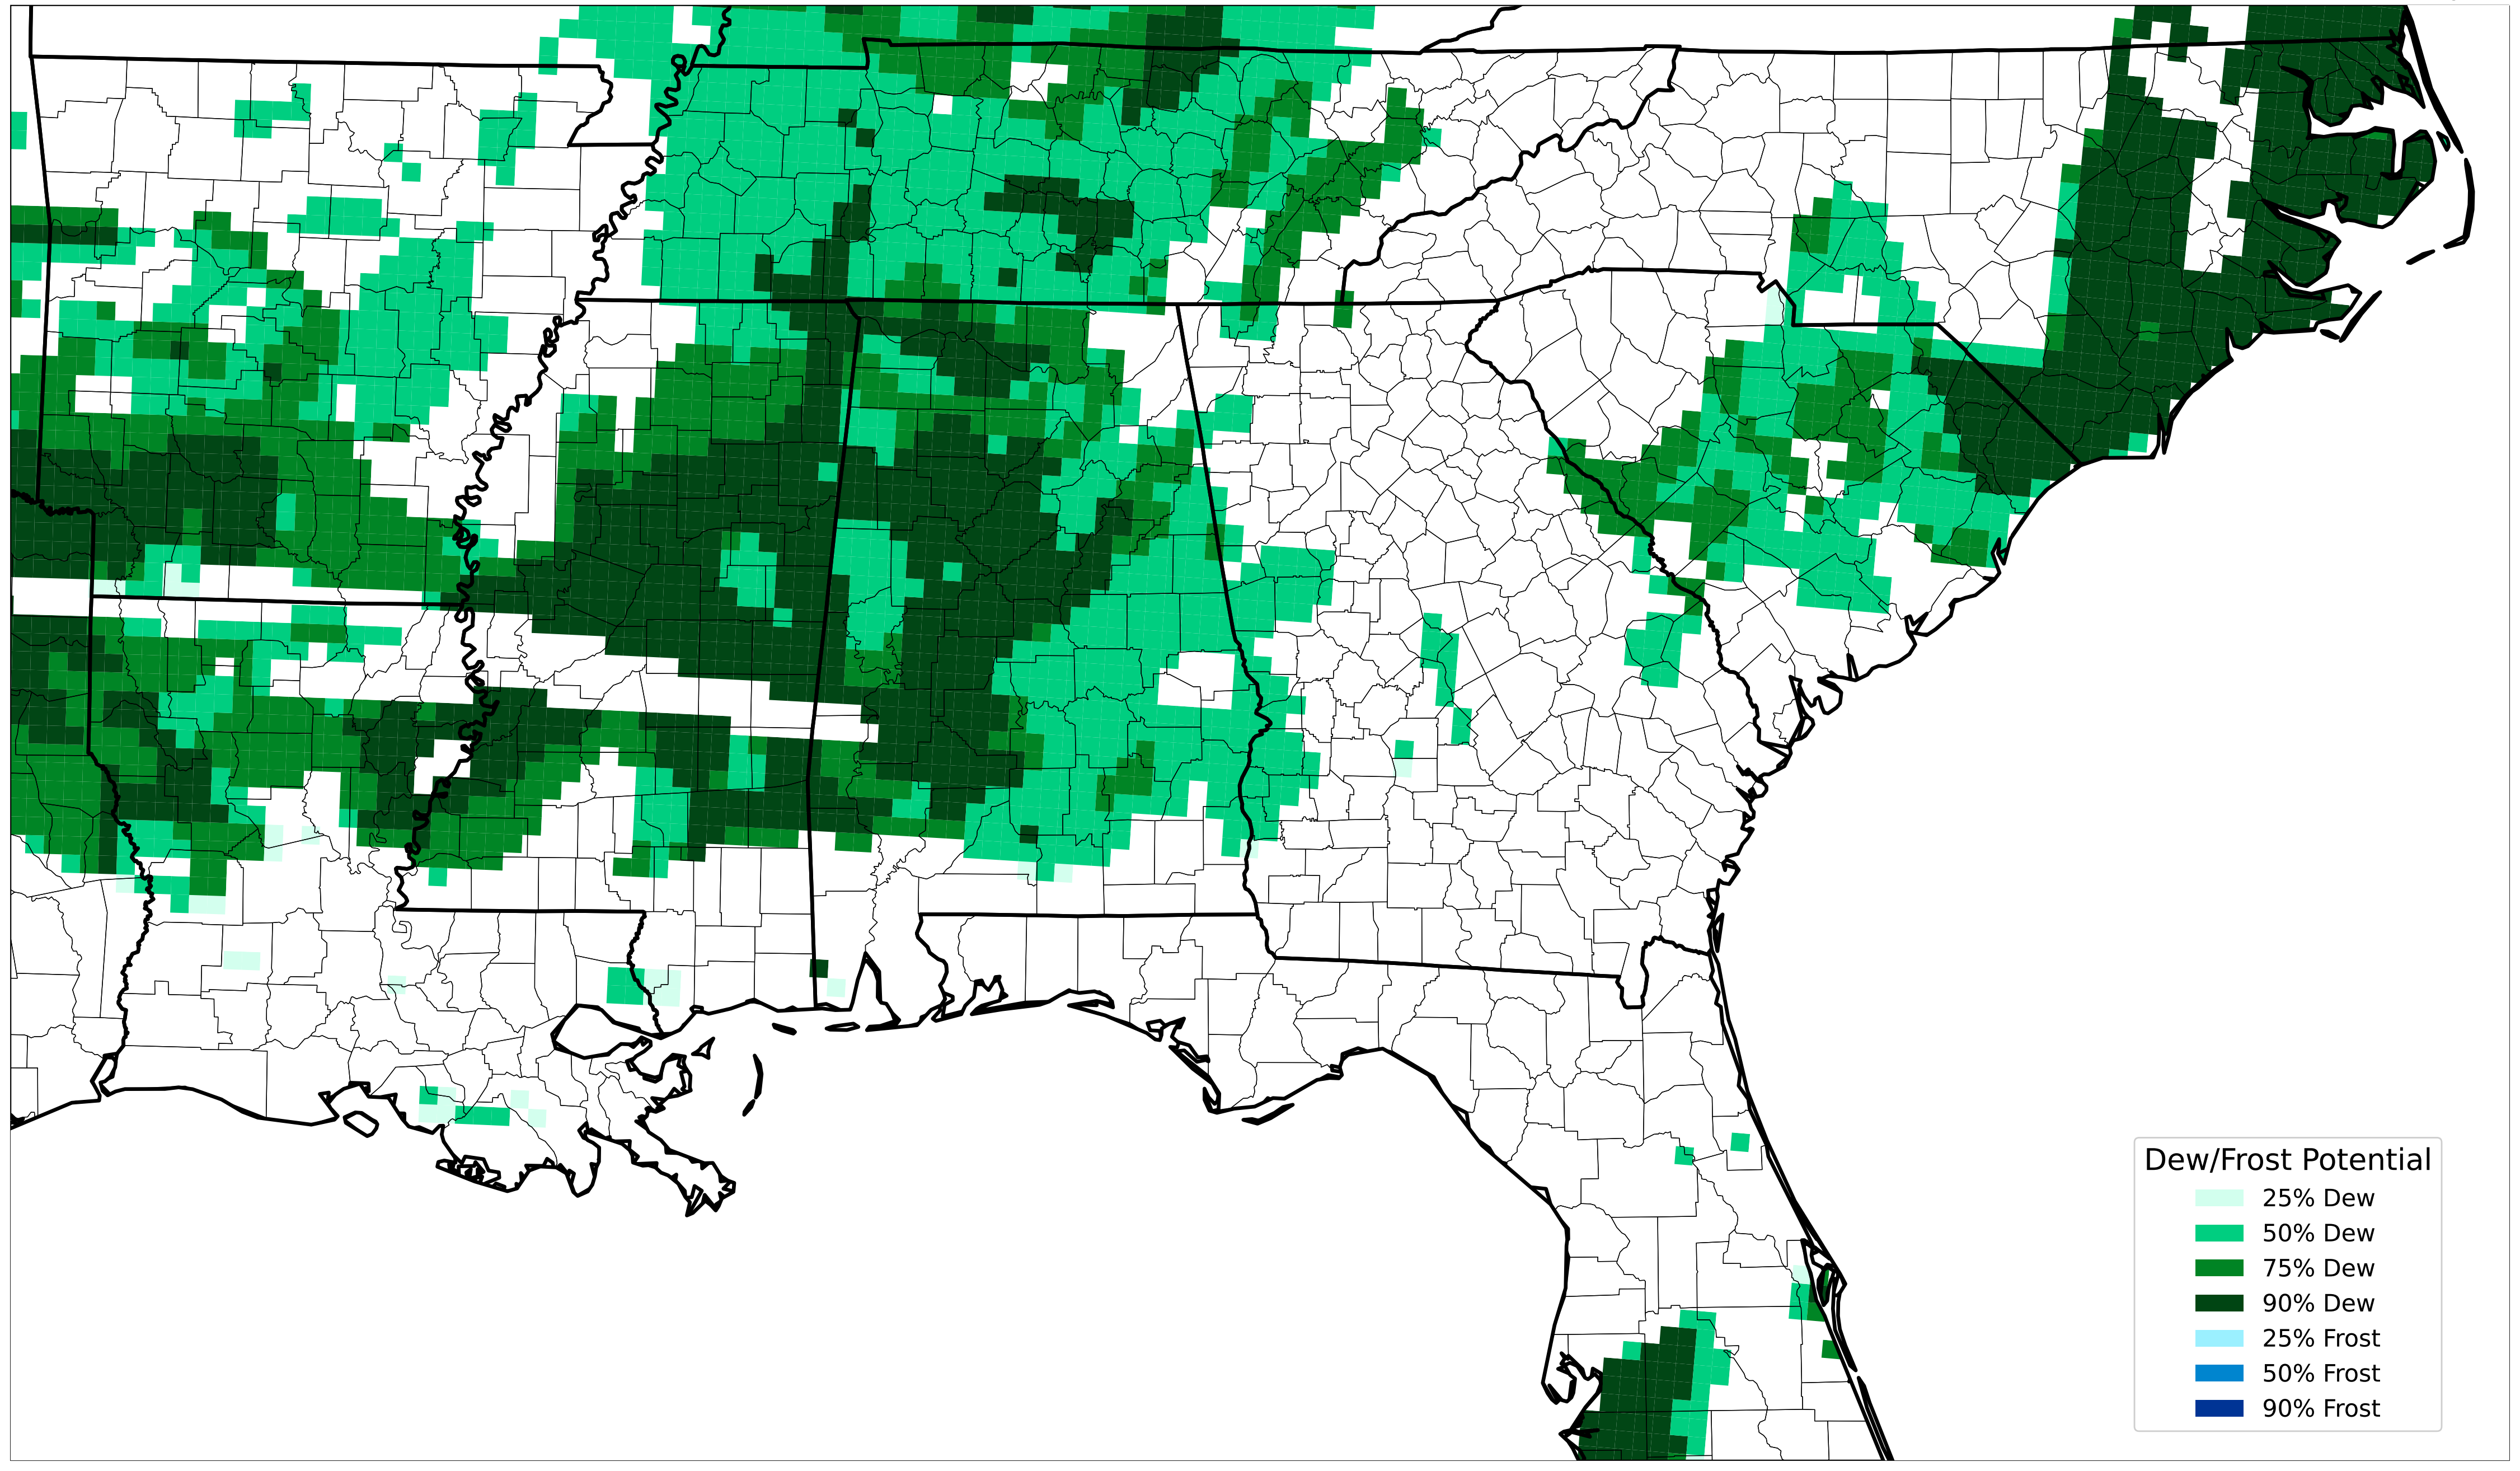 Dew/Frost Potential
25% Dew
50% Dew
75% Dew
90% Dew
25% Frost
50% Frost
90% Frost